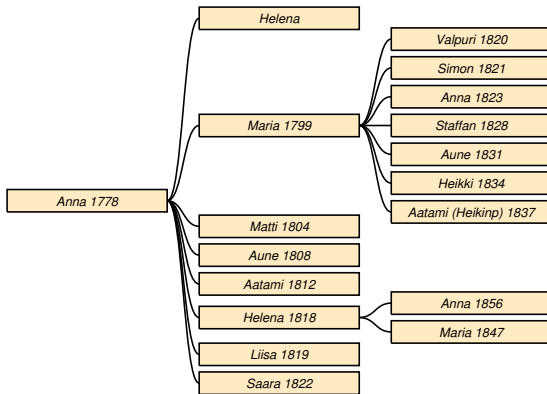 Helena
Valpuri 1820
Simon 1821
Anna 1823
Maria 1799
Staffan 1828
Aune 1831
Heikki 1834
Anna 1778
Aatami (Heikinp) 1837
Matti 1804
Aune 1808
Aatami 1812
Anna 1856
Helena 1818
Maria 1847
Liisa 1819
Saara 1822